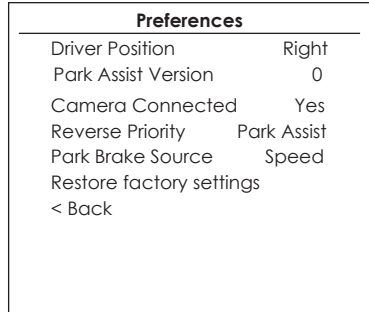 Preferences
Driver Position Right
Park Assist Version 0
Camera Connected Yes
Reverse Priority Park Assist
Park Brake Source Speed
Restore factory settings
< Back